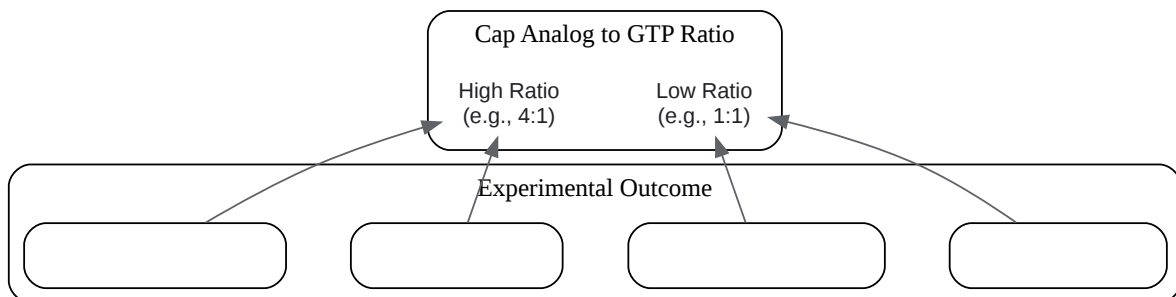 Cap Analog to GTP Ratio
High Ratio
(e.g., 4:1)
Low Ratio
(e.g., 1:1)
Experimental Outcome